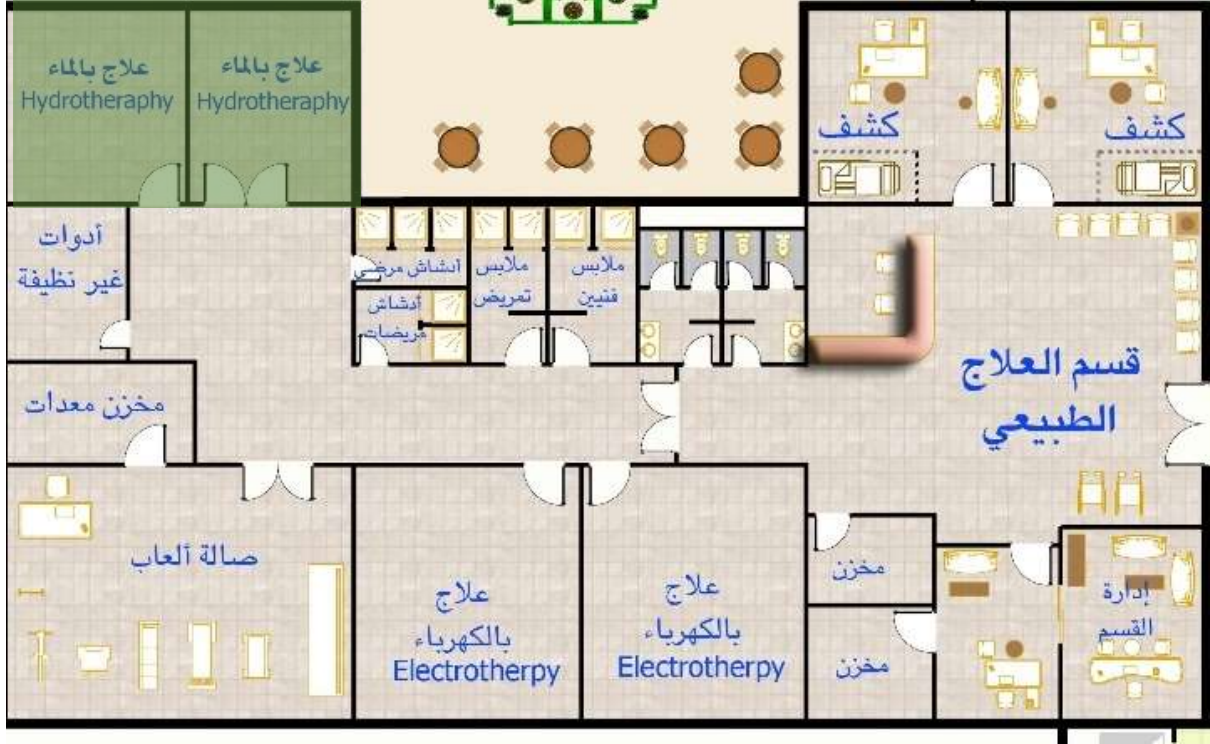 علاج بالماء
Hydrotheraphy
علاج بالماء
Hydrotheraphy
كشف
كشف
أدوات
غير نظيفة
أدشاش مرضى
أدشاش
مريضات
ملابس
تمريض
ملابس
فنيين
قسم العلاج
الطبيعي
مخزن معدات
صالة ألعاب
علاج
بالكهرباء
Electrotherpy
علاج
بالكهرباء
Electrotherpy
مخزن
مخزن
إدارة
القسم